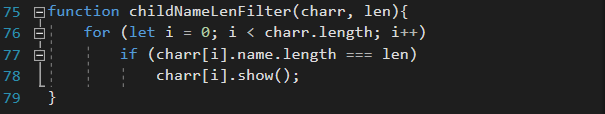 75 function childNameLenFilter(charr, len){
76     for (let i = 0; i < charr.length; i++)
77         if (charr[i].name.length === len)
78             charr[i].show();
79 }